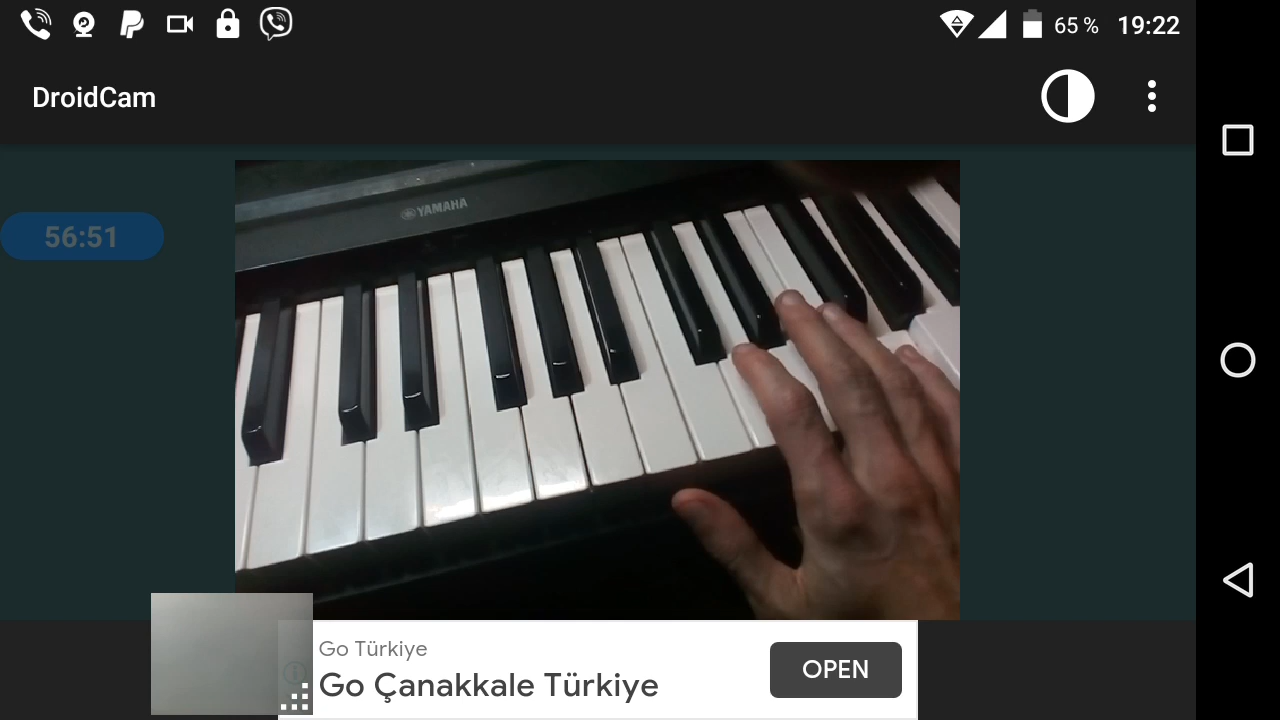 65 % 19:22
DroidCam
YAMAHA
56:51
Go Türkiye
Go Çanakkale Türkiye
OPEN